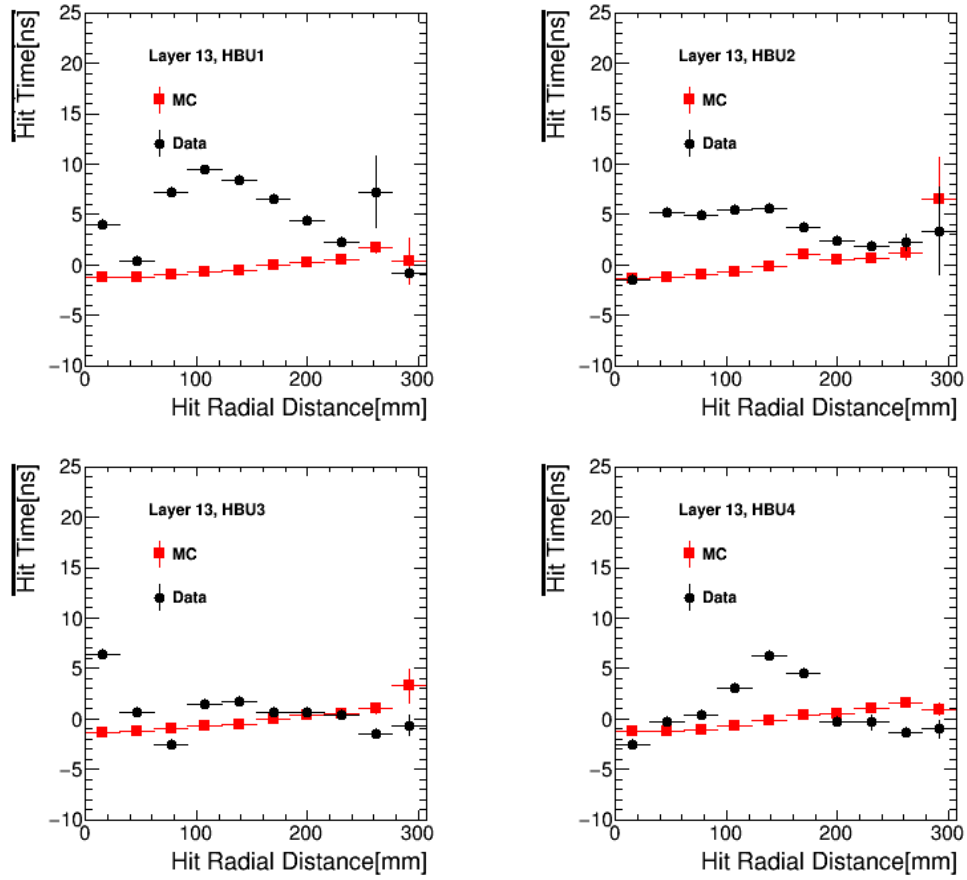 Hit Time[ns]
25
20
15
10
5
0
−5
−10
Layer 13, HBU1
MC
Data
0 100 200 300
Hit Radial Distance[mm]
Hit Time[ns]
25
20
15
10
5
0
−5
−10
Layer 13, HBU2
MC
Data
0 100 200 300
Hit Radial Distance[mm]
Hit Time[ns]
25
20
15
10
5
0
−5
−10
Layer 13, HBU3
MC
Data
0 100 200 300
Hit Radial Distance[mm]
Hit Time[ns]
25
20
15
10
5
0
−5
−10
Layer 13, HBU4
MC
Data
0 100 200 300
Hit Radial Distance[mm]